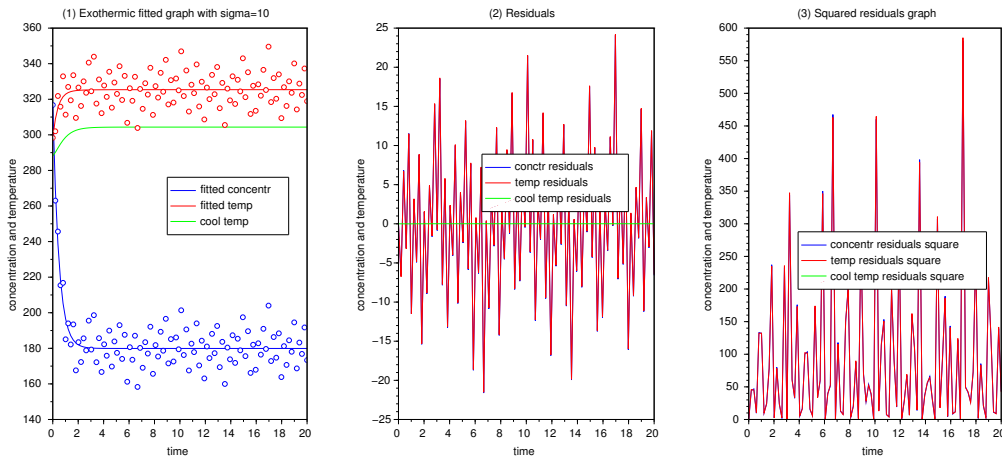 (1) Exothermic fitted graph with sigma=10
360
340
320
300
280
260
240
220
200
180
160
140
0 2 4 6 8 10 12 14 16 18 20
time
concentration and temperature
fitted concentr
fitted temp
cool temp
(2) Residuals
25
20
15
10
5
0
−5
−10
−15
−20
−25
0 2 4 6 8 10 12 14 16 18 20
time
concentration and temperature
conctr residuals
temp residuals
cool temp residuals
(3) Squared residuals graph
600
550
500
450
400
350
300
250
200
150
100
50
0
0 2 4 6 8 10 12 14 16 18 20
time
concentration and temperature
concentr residuals square
temp residuals square
cool temp residuals square